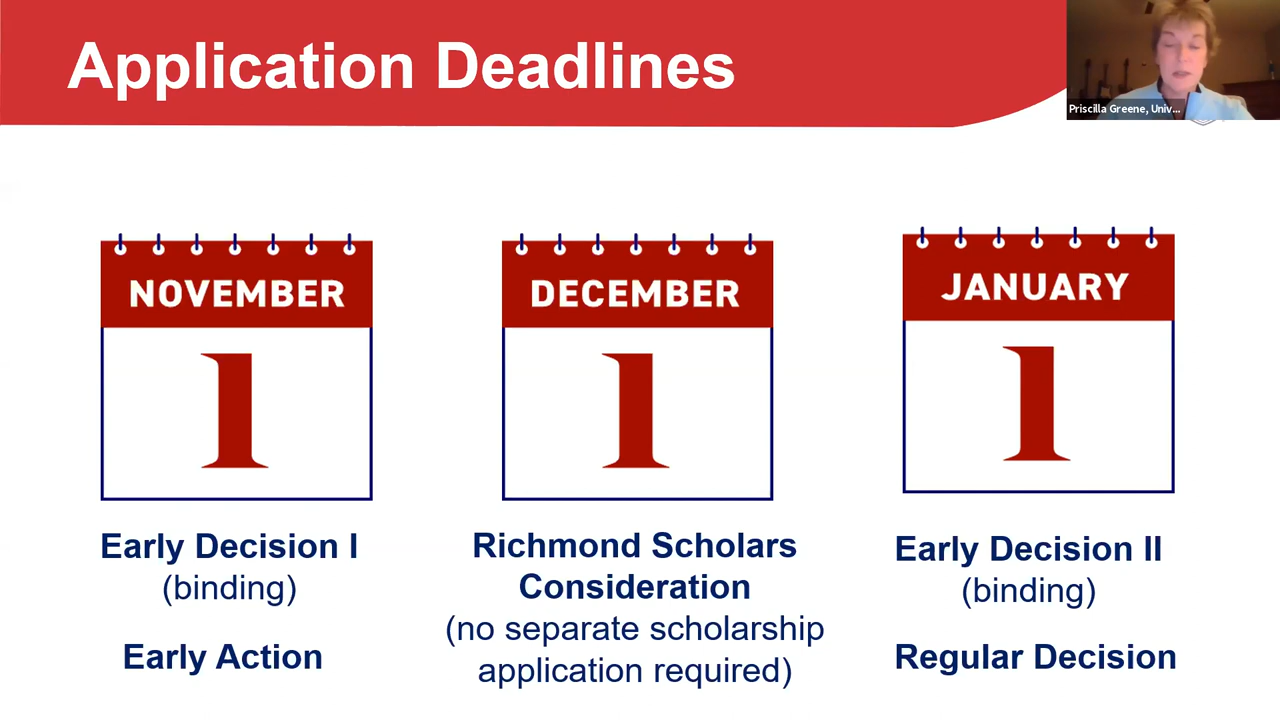 Application Deadlines
Priscilla Greene, Univ...
NOVEMBER
1
Early Decision I
(binding)
Early Action
DECEMBER
1
Richmond Scholars
Consideration
(no separate scholarship
application required)
JANUARY
1
Early Decision II
(binding)
Regular Decision